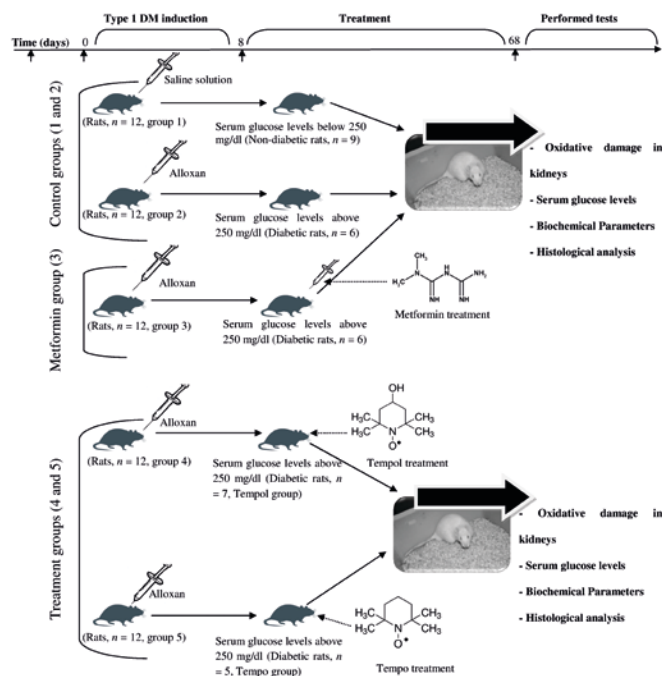 Type 1 DM induction
Treatment
Performed tests
Time (days)
0
8
68
Control groups (1 and 2)
Saline solution
(Rats, n = 12, group 1)
Serum glucose levels below 250
mg/dl (Non-diabetic rats, n = 9)
Alloxan
(Rats, n = 12, group 2)
Serum glucose levels above
250 mg/dl (Diabetic rats, n = 6)
- Oxidative damage in
kidneys
- Serum glucose levels
- Biochemical Parameters
- Histological analysis
Metformin group (3)
Alloxan
(Rats, n = 12, group 3)
Serum glucose levels above
250 mg/dl (Diabetic rats, n = 6)
CH₃
H₃C
N
N
NH₂
NH
NH
Metformin treatment
Treatment groups (4 and 5)
Alloxan
(Rats, n = 12, group 4)
Serum glucose levels above
250 mg/dl (Diabetic rats, n
= 7, Tempol group)
OH
H₃C
CH₃
H₃C
N
CH₃
O•
Tempol treatment
- Oxidative damage in
kidneys
- Serum glucose levels
- Biochemical Parameters
- Histological analysis
Alloxan
(Rats, n = 12, group 5)
Serum glucose levels above
250 mg/dl (Diabetic rats, n
= 5, Tempo group)
H₃C
CH₃
H₃C
N
CH₃
O•
Tempo treatment